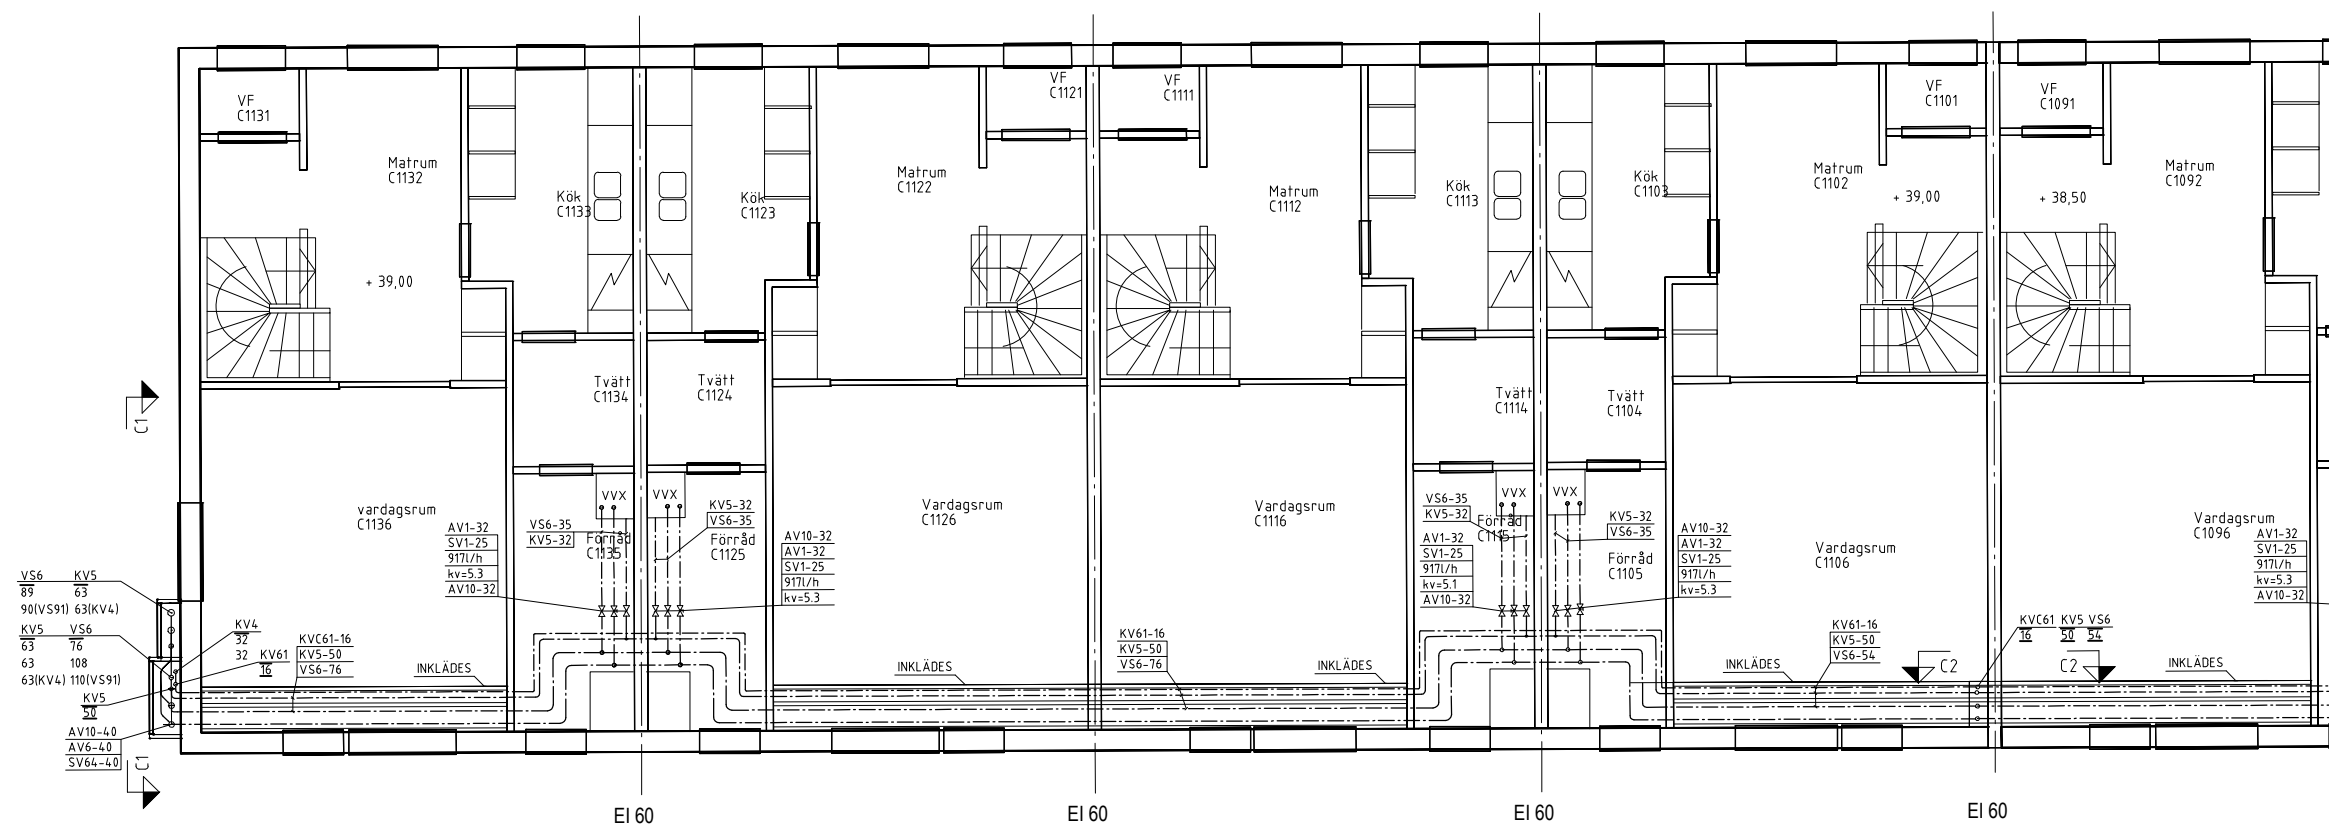 VF
C1131
Matrum
C1132
Kök
C1133
+ 39,00
Tvätt
C1134
vardagsrum
C1136
VVX
Förråd
C1135
VS6-35
KV5-32
AV1-32
SV1-25
917l/h
kv=5.3
AV10-32
Kök
C1123
Matrum
C1122
VF
C1121
Tvätt
C1124
VVX
KV5-32
VS6-35
Förråd
C1125
AV10-32
AV1-32
SV1-25
917l/h
kv=5.3
Vardagsrum
C1126
VF
C1111
Matrum
C1112
Kök
C1113
Tvätt
C1114
Vardagsrum
C1116
VS6-35
KV5-32
VVX
Förråd
C1115
AV1-32
SV1-25
917l/h
kv=5.1
AV10-32
Kök
C1103
Matrum
C1102
VF
C1101
+ 39,00
Tvätt
C1104
VVX
KV5-32
VS6-35
Förråd
C1105
AV10-32
AV1-32
SV1-25
917l/h
kv=5.3
Vardagsrum
C1106
VF
C1091
Matrum
C1092
+ 38,50
Vardagsrum
C1096
AV1-32
SV1-25
917l/h
kv=5.3
AV10-32
C1
VS6 KV5
89 63
90(VS91) 63(KV4)
KV5 VS6
63 76
63 108
63(KV4) 110(VS91)
KV4
32
32
KV61
16
KV5
50
AV10-40
AV6-40
SV64-40
C1
KVC61-16
KV5-50
VS6-76
INKLÄDES
INKLÄDES
KV61-16
KV5-50
VS6-76
INKLÄDES
INKLÄDES
KV61-16
KV5-50
VS6-54
C2
KVC61 KV5 VS6
16 50 54
C2
INKLÄDES
EI 60
EI 60
EI 60
EI 60